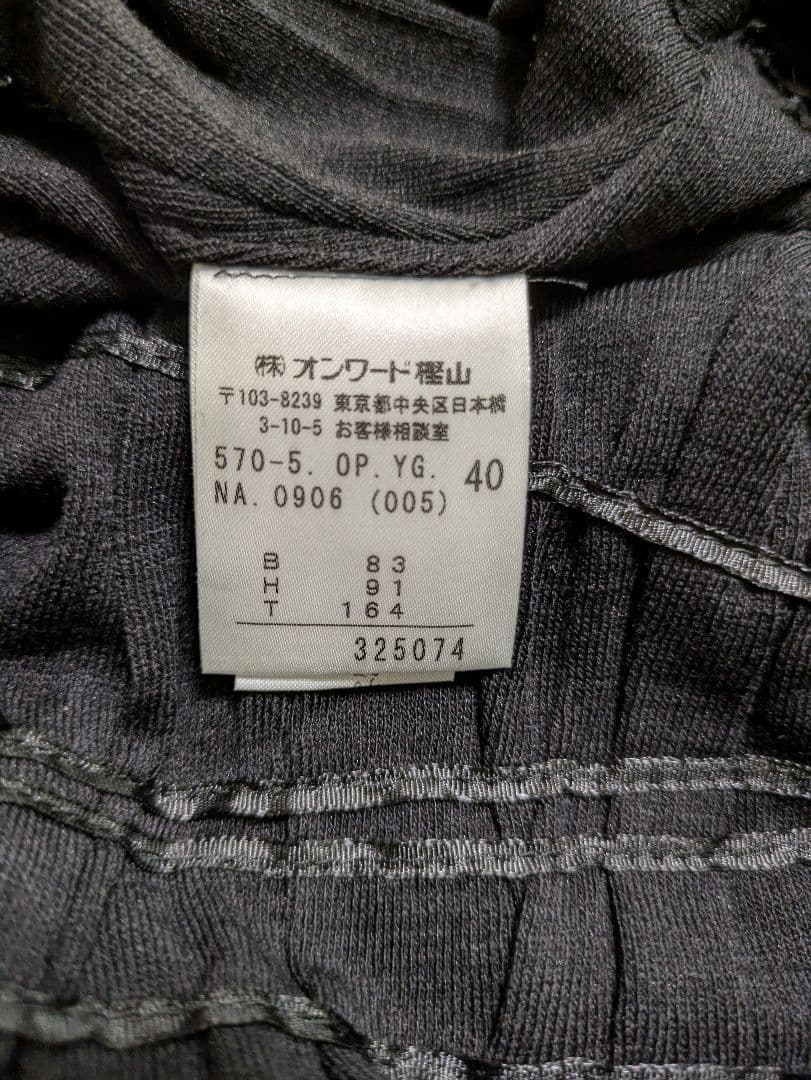 (株)オンワード樫山
〒103-8239 東京都中央区日本橋
3-10-5 お客様相談室
570-5. OP. YG. 40
NA. 0906 (005)
B 83
H 91
T 164
325074